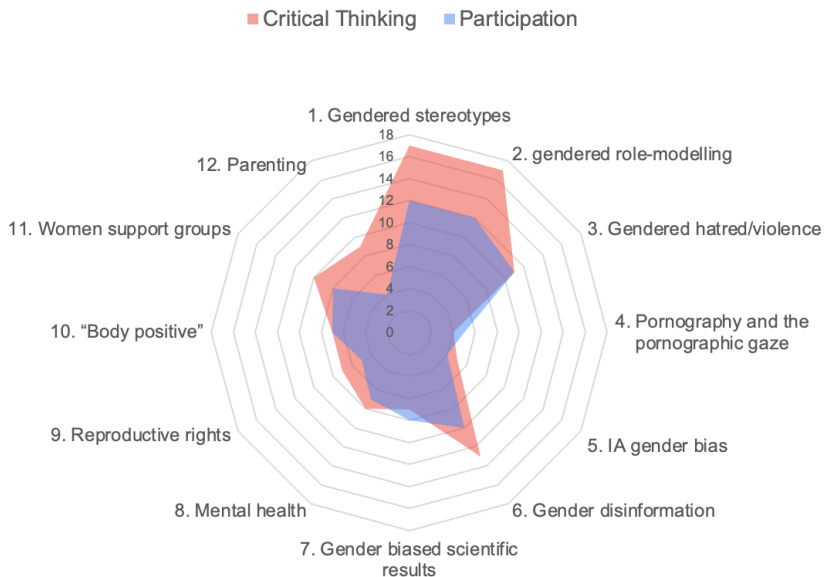 Critical Thinking Participation
1. Gendered stereotypes
18
16
14
12
10
8
6
4
2
0
2. gendered role-modelling
3. Gendered hatred/violence
4. Pornography and the
pornographic gaze
5. IA gender bias
6. Gender disinformation
7. Gender biased scientific
results
8. Mental health
9. Reproductive rights
10. “Body positive”
11. Women support groups
12. Parenting